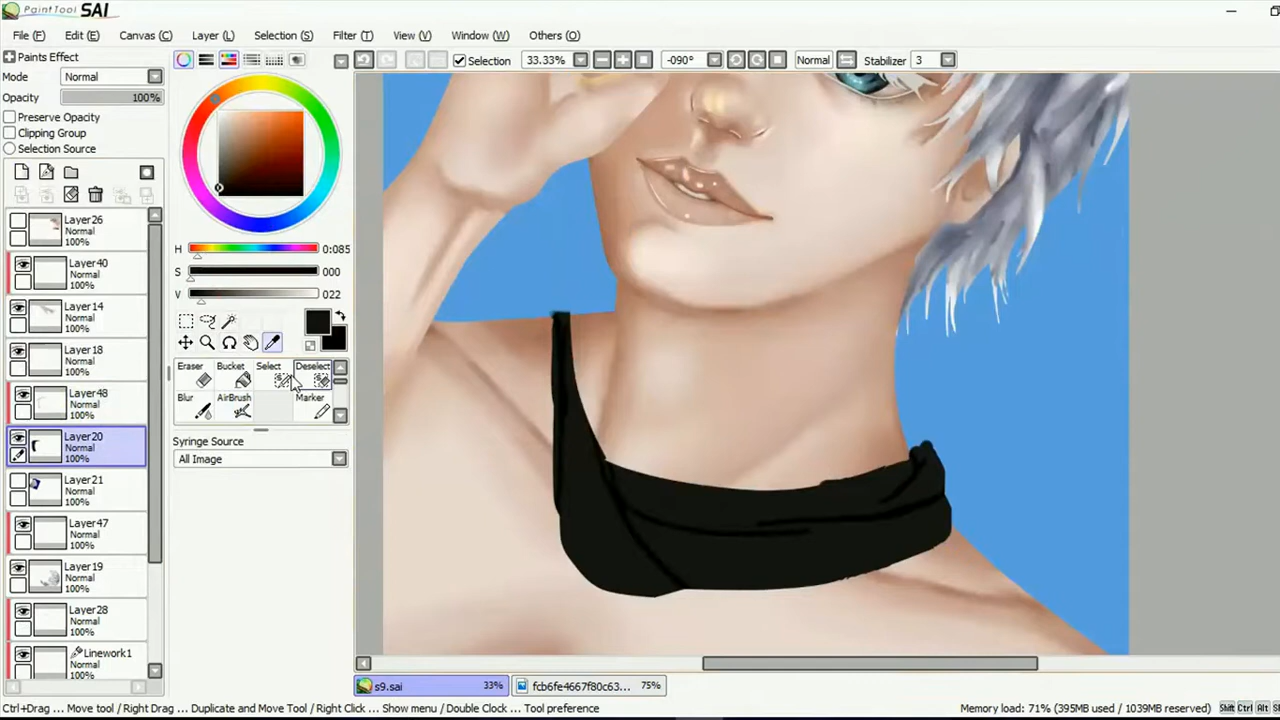 PaintTool SAI
File (F) Edit (E) Canvas (C) Layer (L) Selection (S) Filter (T) View (V) Window (W) Others (O)
Paints Effect
Mode Normal
Opacity 100%
Preserve Opacity
Clipping Group
Selection Source
Selection 33.33% -090° Normal Stabilizer 3
Layer26
Normal
100%
Layer40
Normal
100%
Layer14
Normal
100%
Layer18
Normal
100%
Layer48
Normal
100%
Layer20
Normal
100%
Layer21
Normal
100%
Layer47
Normal
100%
Layer19
Normal
100%
Layer28
Normal
100%
Linework1
Normal
100%
H 0:085
S 000
V 022
Eraser Bucket Select Deselect
Blur AirBrush Marker
Syringe Source
All Image
s9.sai 33% fcb6fe4667f80c63... 75%
Ctrl+Drag ... Move tool / Right Drag ... Duplicate and Move Tool / Right Click ... Show menu / Double Clock ... Tool preference Memory load: 71% (395MB used / 1039MB reserved) Shift Ctrl Alt